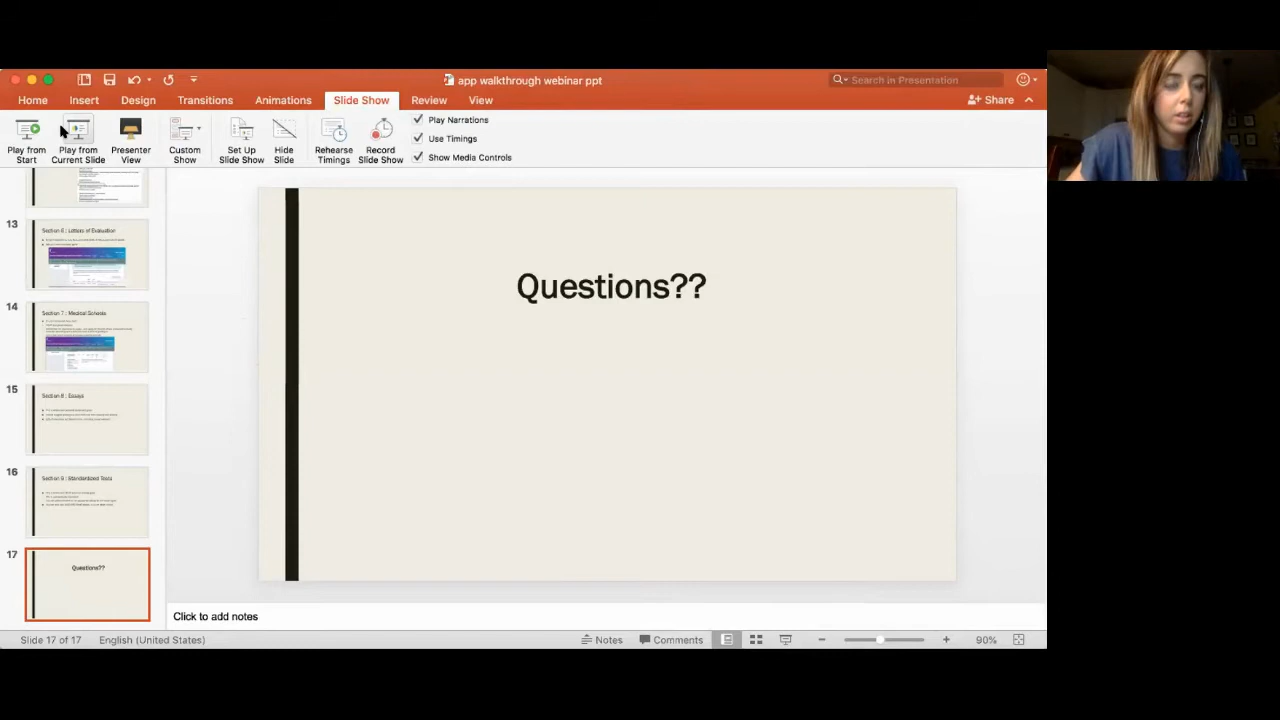 app walkthrough webinar ppt
Search in Presentation
Home
Insert
Design
Transitions
Animations
Slide Show
Review
View
Share
Play from Start
Play from Current Slide
Presenter View
Custom Show
Set Up Slide Show
Hide Slide
Rehearse Timings
Record Slide Show
Play Narrations
Use Timings
Show Media Controls
13
Section 6 : Letters of Evaluation
14
Section 7 : Medical Schools
15
Section 8 : Essays
16
Section 9 : Standardized Tests
17
Questions??
Questions??
Click to add notes
Slide 17 of 17
English (United States)
Notes
Comments
90%